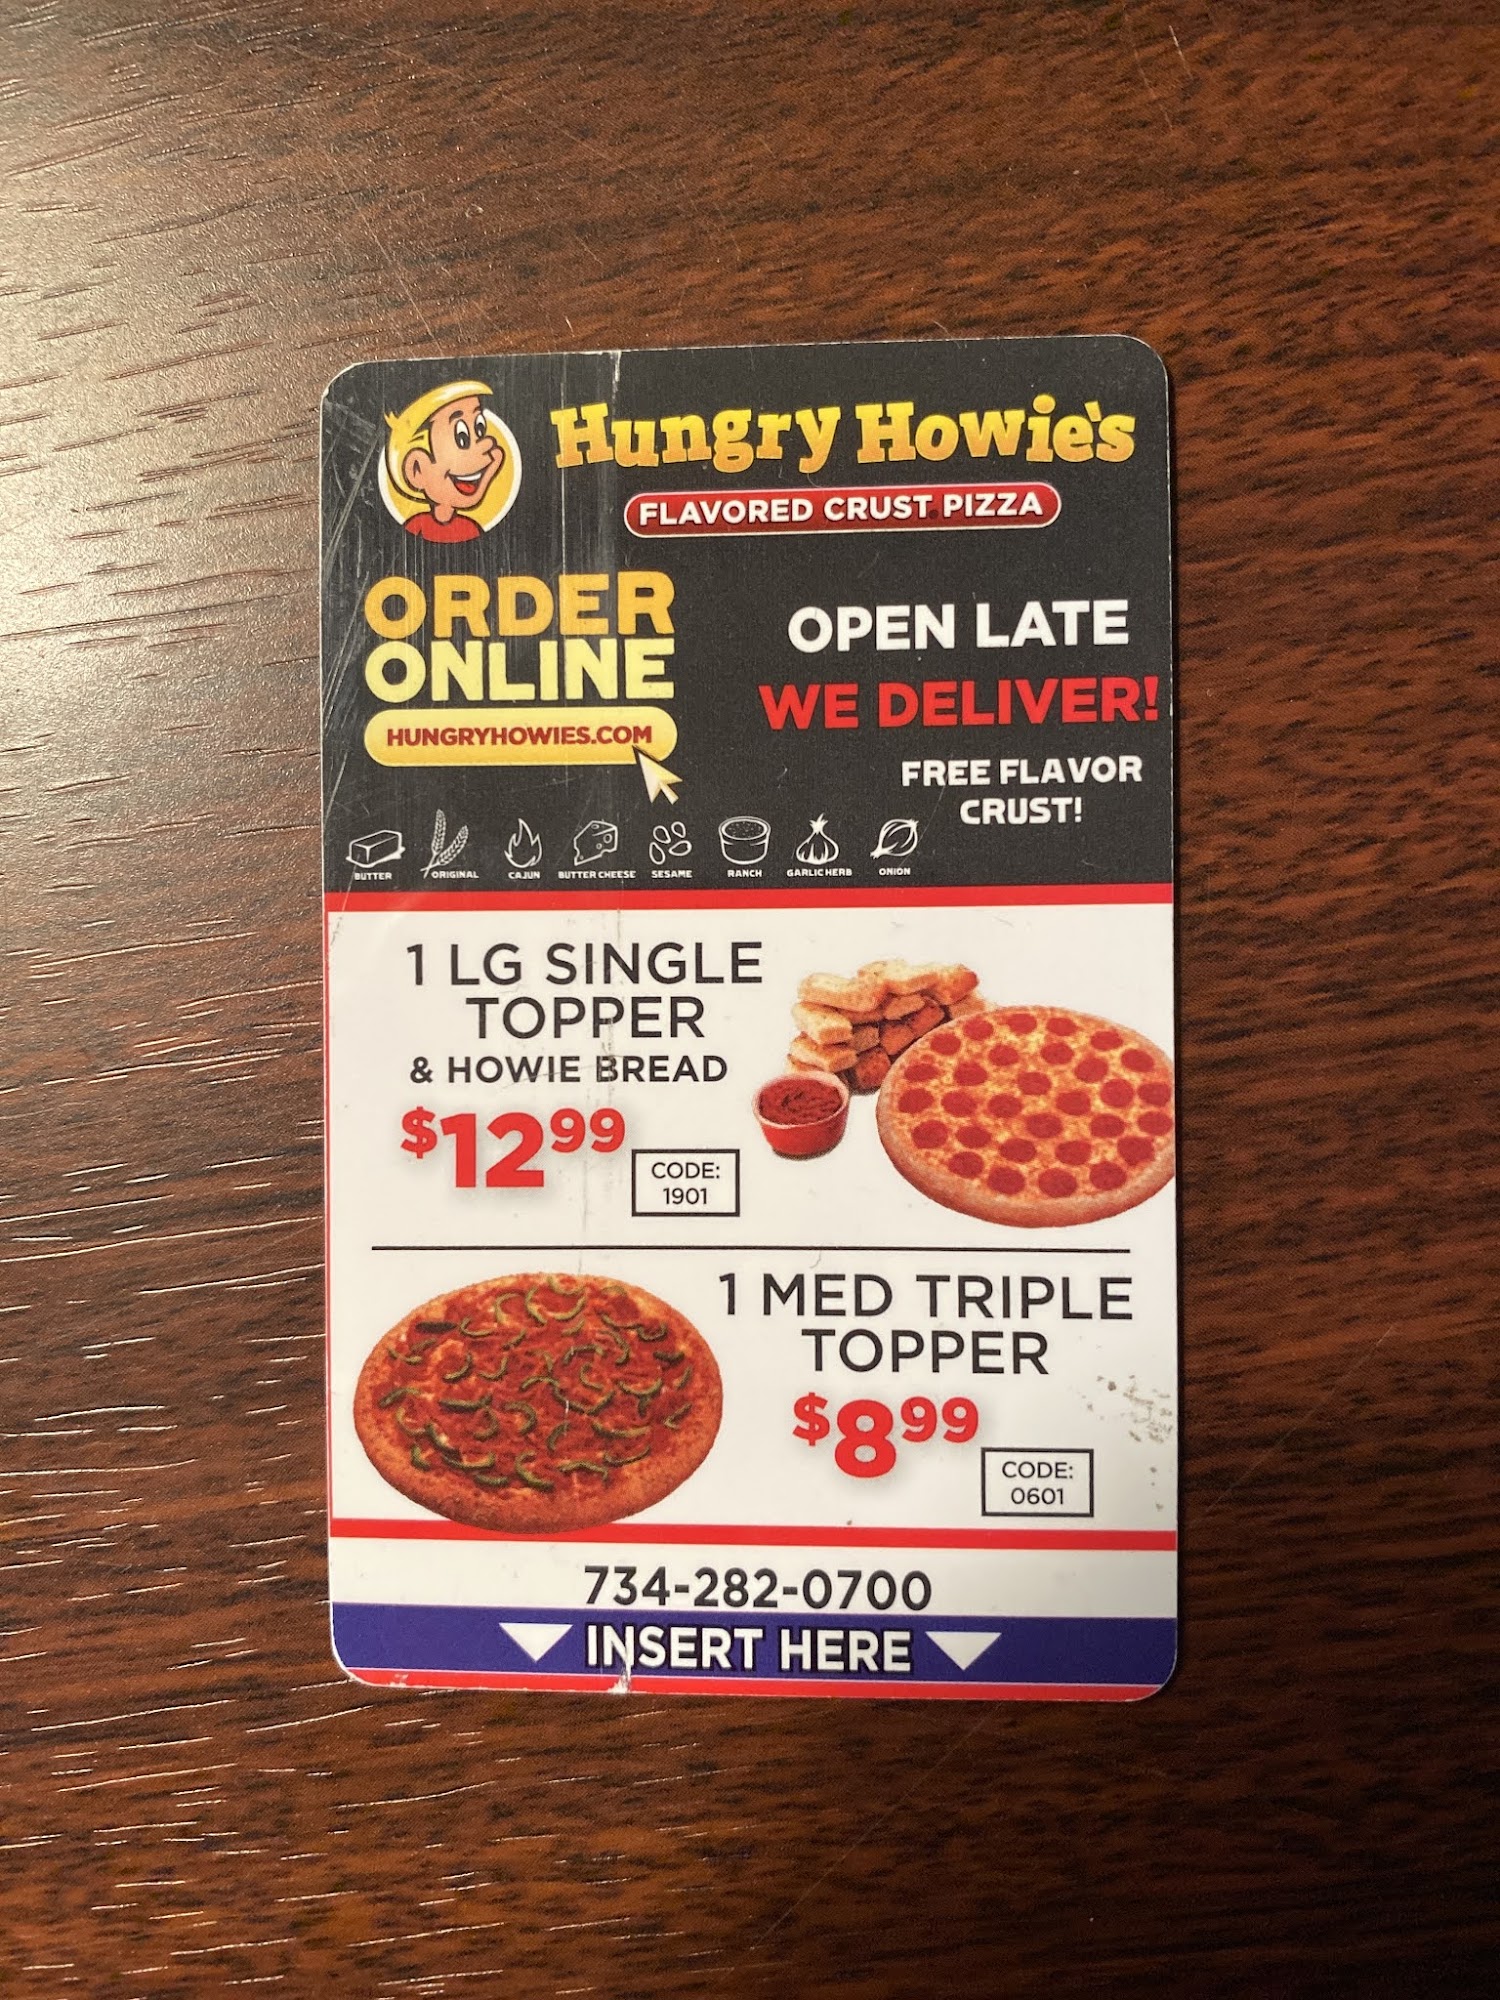 Hungry Howie's
FLAVORED CRUST® PIZZA
ORDER
ONLINE
HUNGRYHOWIES.COM
OPEN LATE
WE DELIVER!
FREE FLAVOR
CRUST!
BUTTER ORIGINAL CAJUN BUTTER CHEESE SESAME RANCH GARLIC HERB ONION
1 LG SINGLE
TOPPER
& HOWIE BREAD
$12.99
CODE:
1901
1 MED TRIPLE
TOPPER
$8.99
CODE:
0601
734-282-0700
INSERT HERE